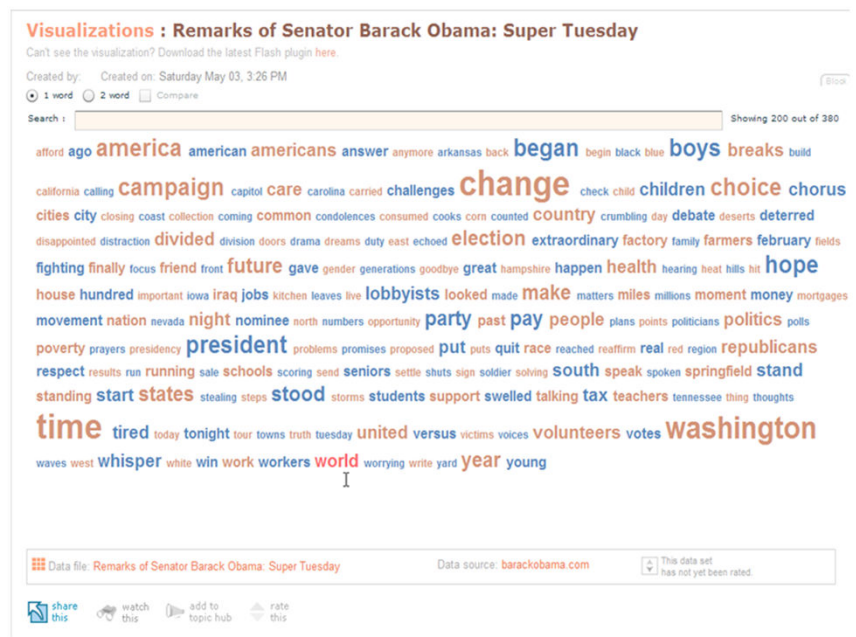 Visualizations : Remarks of Senator Barack Obama: Super Tuesday
Can't see the visualization? Download the latest Flash plugin here.
Created by: Created on: Saturday May 03, 3:26 PM
Block
1 word 2 word Compare
Search : Showing 200 out of 380
afford ago america american americans answer anymore arkansas back began begin black blue boys breaks build
california calling campaign capitol care carolina carried challenges change check child children choice chorus
cities city closing coast collection coming common condolences consumed cooks corn counted country crumbling day debate deserts deterred
disappointed distraction divided division doors drama dreams duty east echoed election extraordinary factory family farmers february fields
fighting finally focus friend front future gave gender generations goodbye great hampshire happen health hearing heat hills hit hope
house hundred important iowa iraq jobs kitchen leaves live lobbyists looked made make matters miles millions moment money mortgages
movement nation nevada night nominee north numbers opportunity party past pay people plans points politicians politics polls
poverty prayers presidency president problems promises proposed put puts quit race reached reaffirm real red region republicans
respect results run running sale schools scoring send seniors settle shuts sign soldier solving south speak spoken springfield stand
standing start states stealing steps stood storms students support swelled talking tax teachers tennessee thing thoughts
time tired today tonight tour towns truth tuesday united versus victims voices volunteers votes washington
waves west whisper white win work workers world worrying write yard year young
Data file: Remarks of Senator Barack Obama: Super Tuesday Data source: barackobama.com This data set
has not yet been rated.
share watch add to rate
this this topic hub this